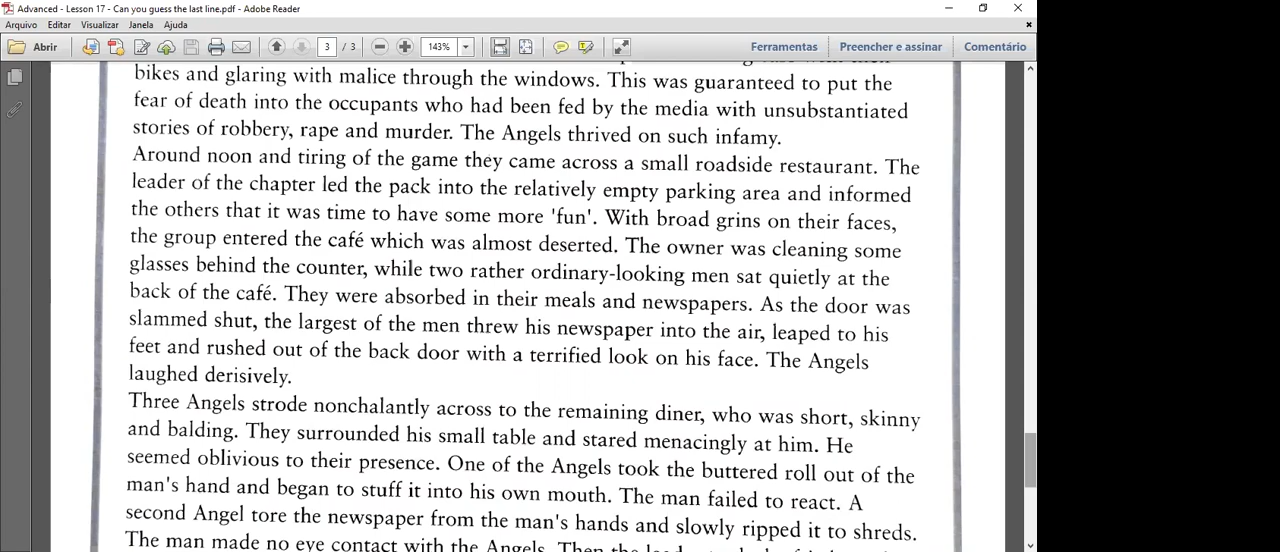 Advanced - Lesson 17 - Can you guess the last line.pdf - Adobe Reader
Arquivo Editar Visualizar Janela Ajuda
Abrir 3 / 3 143% Ferramentas Preencher e assinar Comentário
bikes and glaring with malice through the windows. This was guaranteed to put the
fear of death into the occupants who had been fed by the media with unsubstantiated
stories of robbery, rape and murder. The Angels thrived on such infamy.
Around noon and tiring of the game they came across a small roadside restaurant. The
leader of the chapter led the pack into the relatively empty parking area and informed
the others that it was time to have some more 'fun'. With broad grins on their faces,
the group entered the café which was almost deserted. The owner was cleaning some
glasses behind the counter, while two rather ordinary-looking men sat quietly at the
back of the café. They were absorbed in their meals and newspapers. As the door was
slammed shut, the largest of the men threw his newspaper into the air, leaped to his
feet and rushed out of the back door with a terrified look on his face. The Angels
laughed derisively.
Three Angels strode nonchalantly across to the remaining diner, who was short, skinny
and balding. They surrounded his small table and stared menacingly at him. He
seemed oblivious to their presence. One of the Angels took the buttered roll out of the
man's hand and began to stuff it into his own mouth. The man failed to react. A
second Angel tore the newspaper from the man's hands and slowly ripped it to shreds.
The man made no eye contact with the Angels. Then the